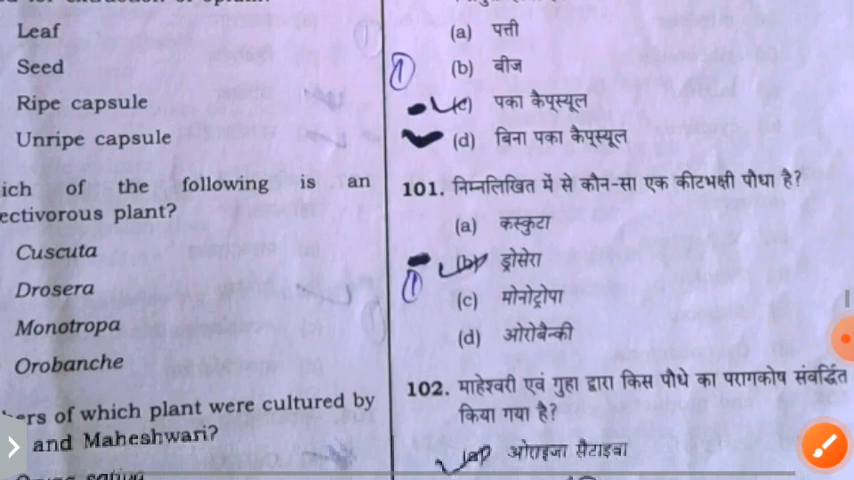 Leaf
Seed
Ripe capsule
Unripe capsule
ich of the following is an
ectivorous plant?
Cuscuta
Drosera
Monotropa
Orobanche
ers of which plant were cultured by
and Maheshwari?
(a) पत्ती
(b) बीज
(c) पका कैप्स्यूल
(d) बिना पका कैप्स्यूल
101. निम्नलिखित में से कौन-सा एक कीटभक्षी पौधा है?
(a) कस्कुटा
(b) ड्रोसेरा
(c) मोनोट्रोपा
(d) ओरोबैन्की
102. माहेश्वरी एवं गुहा द्वारा किस पौधे का परागकोष संवर्द्धित
किया गया है?
(a) ओराइजा सैटाइवा